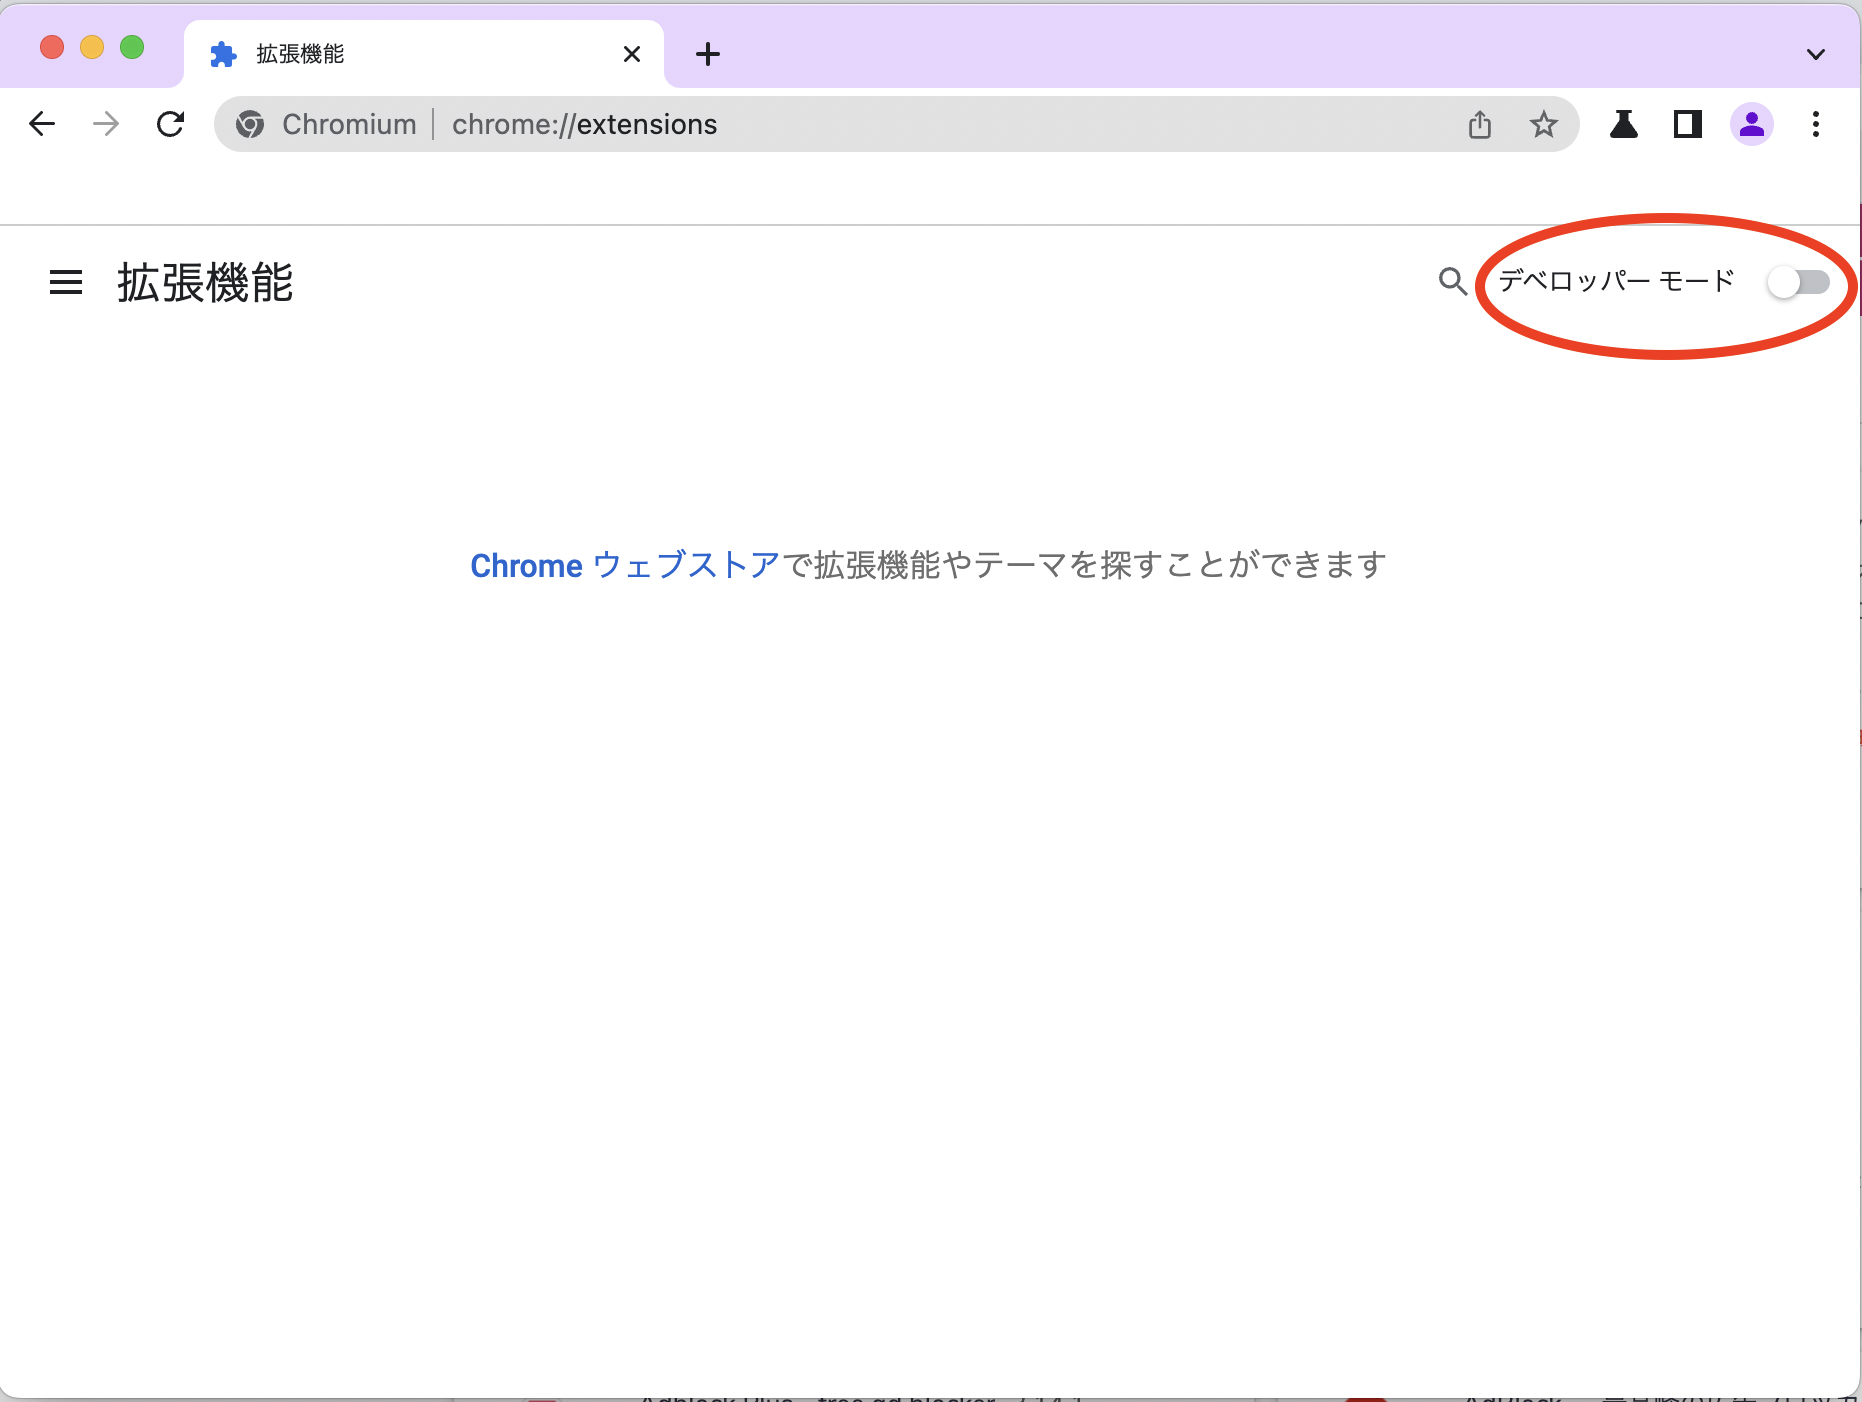 拡張機能
Chromium chrome://extensions
拡張機能
デベロッパー モード
Chrome ウェブストアで拡張機能やテーマを探すことができます